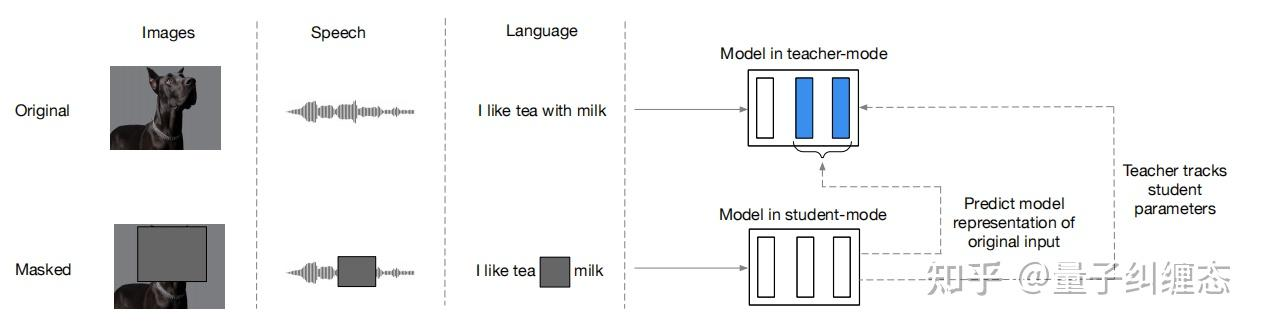 Images
Speech
Language
Model in teacher-mode
Original
I like tea with milk
Teacher tracks
student
parameters
Predict model
representation of
original input
Model in student-mode
Masked
I like tea
milk
知乎 @量子纠缠态